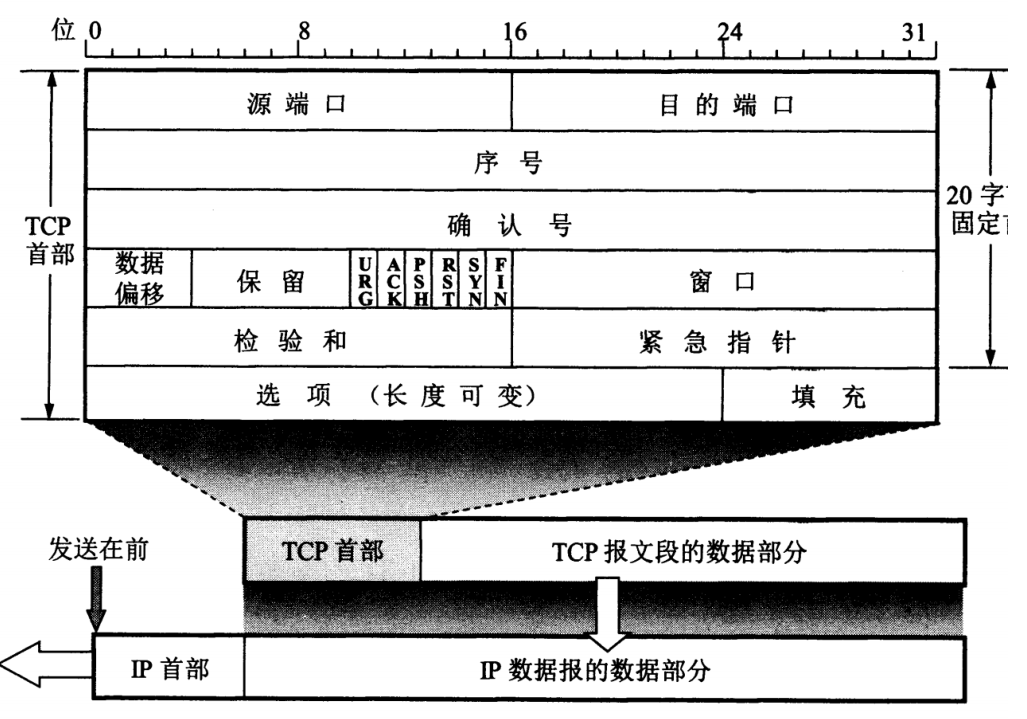 位 0 8 16 24 31
源端口 目的端口
序号
TCP
首部
确认号
20 字
固定
数据
偏移
保留
URG
ACK
PSH
RST
SYN
FIN
窗口
检验和 紧急指针
选项 （长度可变） 填充
发送在前
TCP 首部 TCP 报文段的数据部分
IP 首部 IP 数据报的数据部分